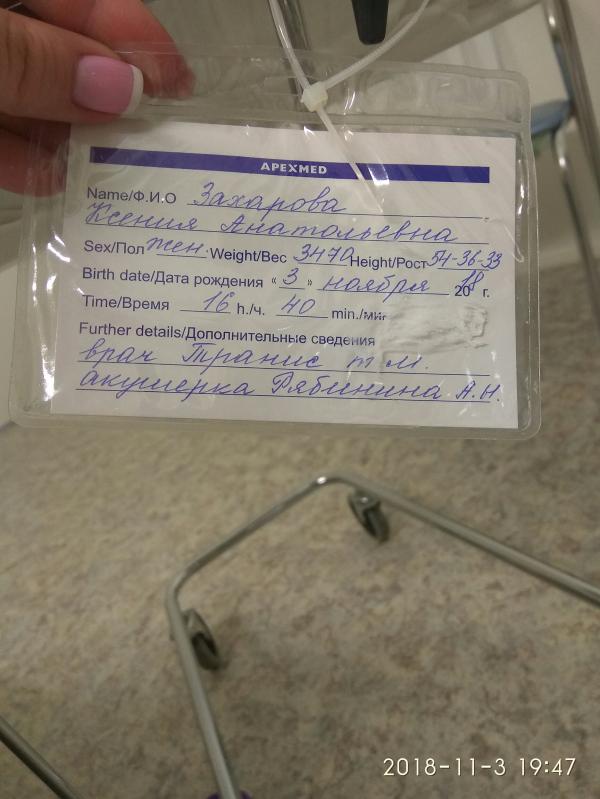 APEXMED
Name/Ф.И.О Захарова
Ксения Анатольевна
Sex/Пол жен. Weight/Вес 3470 Height/Рост 54-36-33
Birth date/Дата рождения « 3 » ноября 2018 г.
Time/Время 16 h./ч. 40 min./мин
Further details/Дополнительные сведения
врач Транис т м.
акушерка Рябинина А.Н.
2018-11-3 19:47